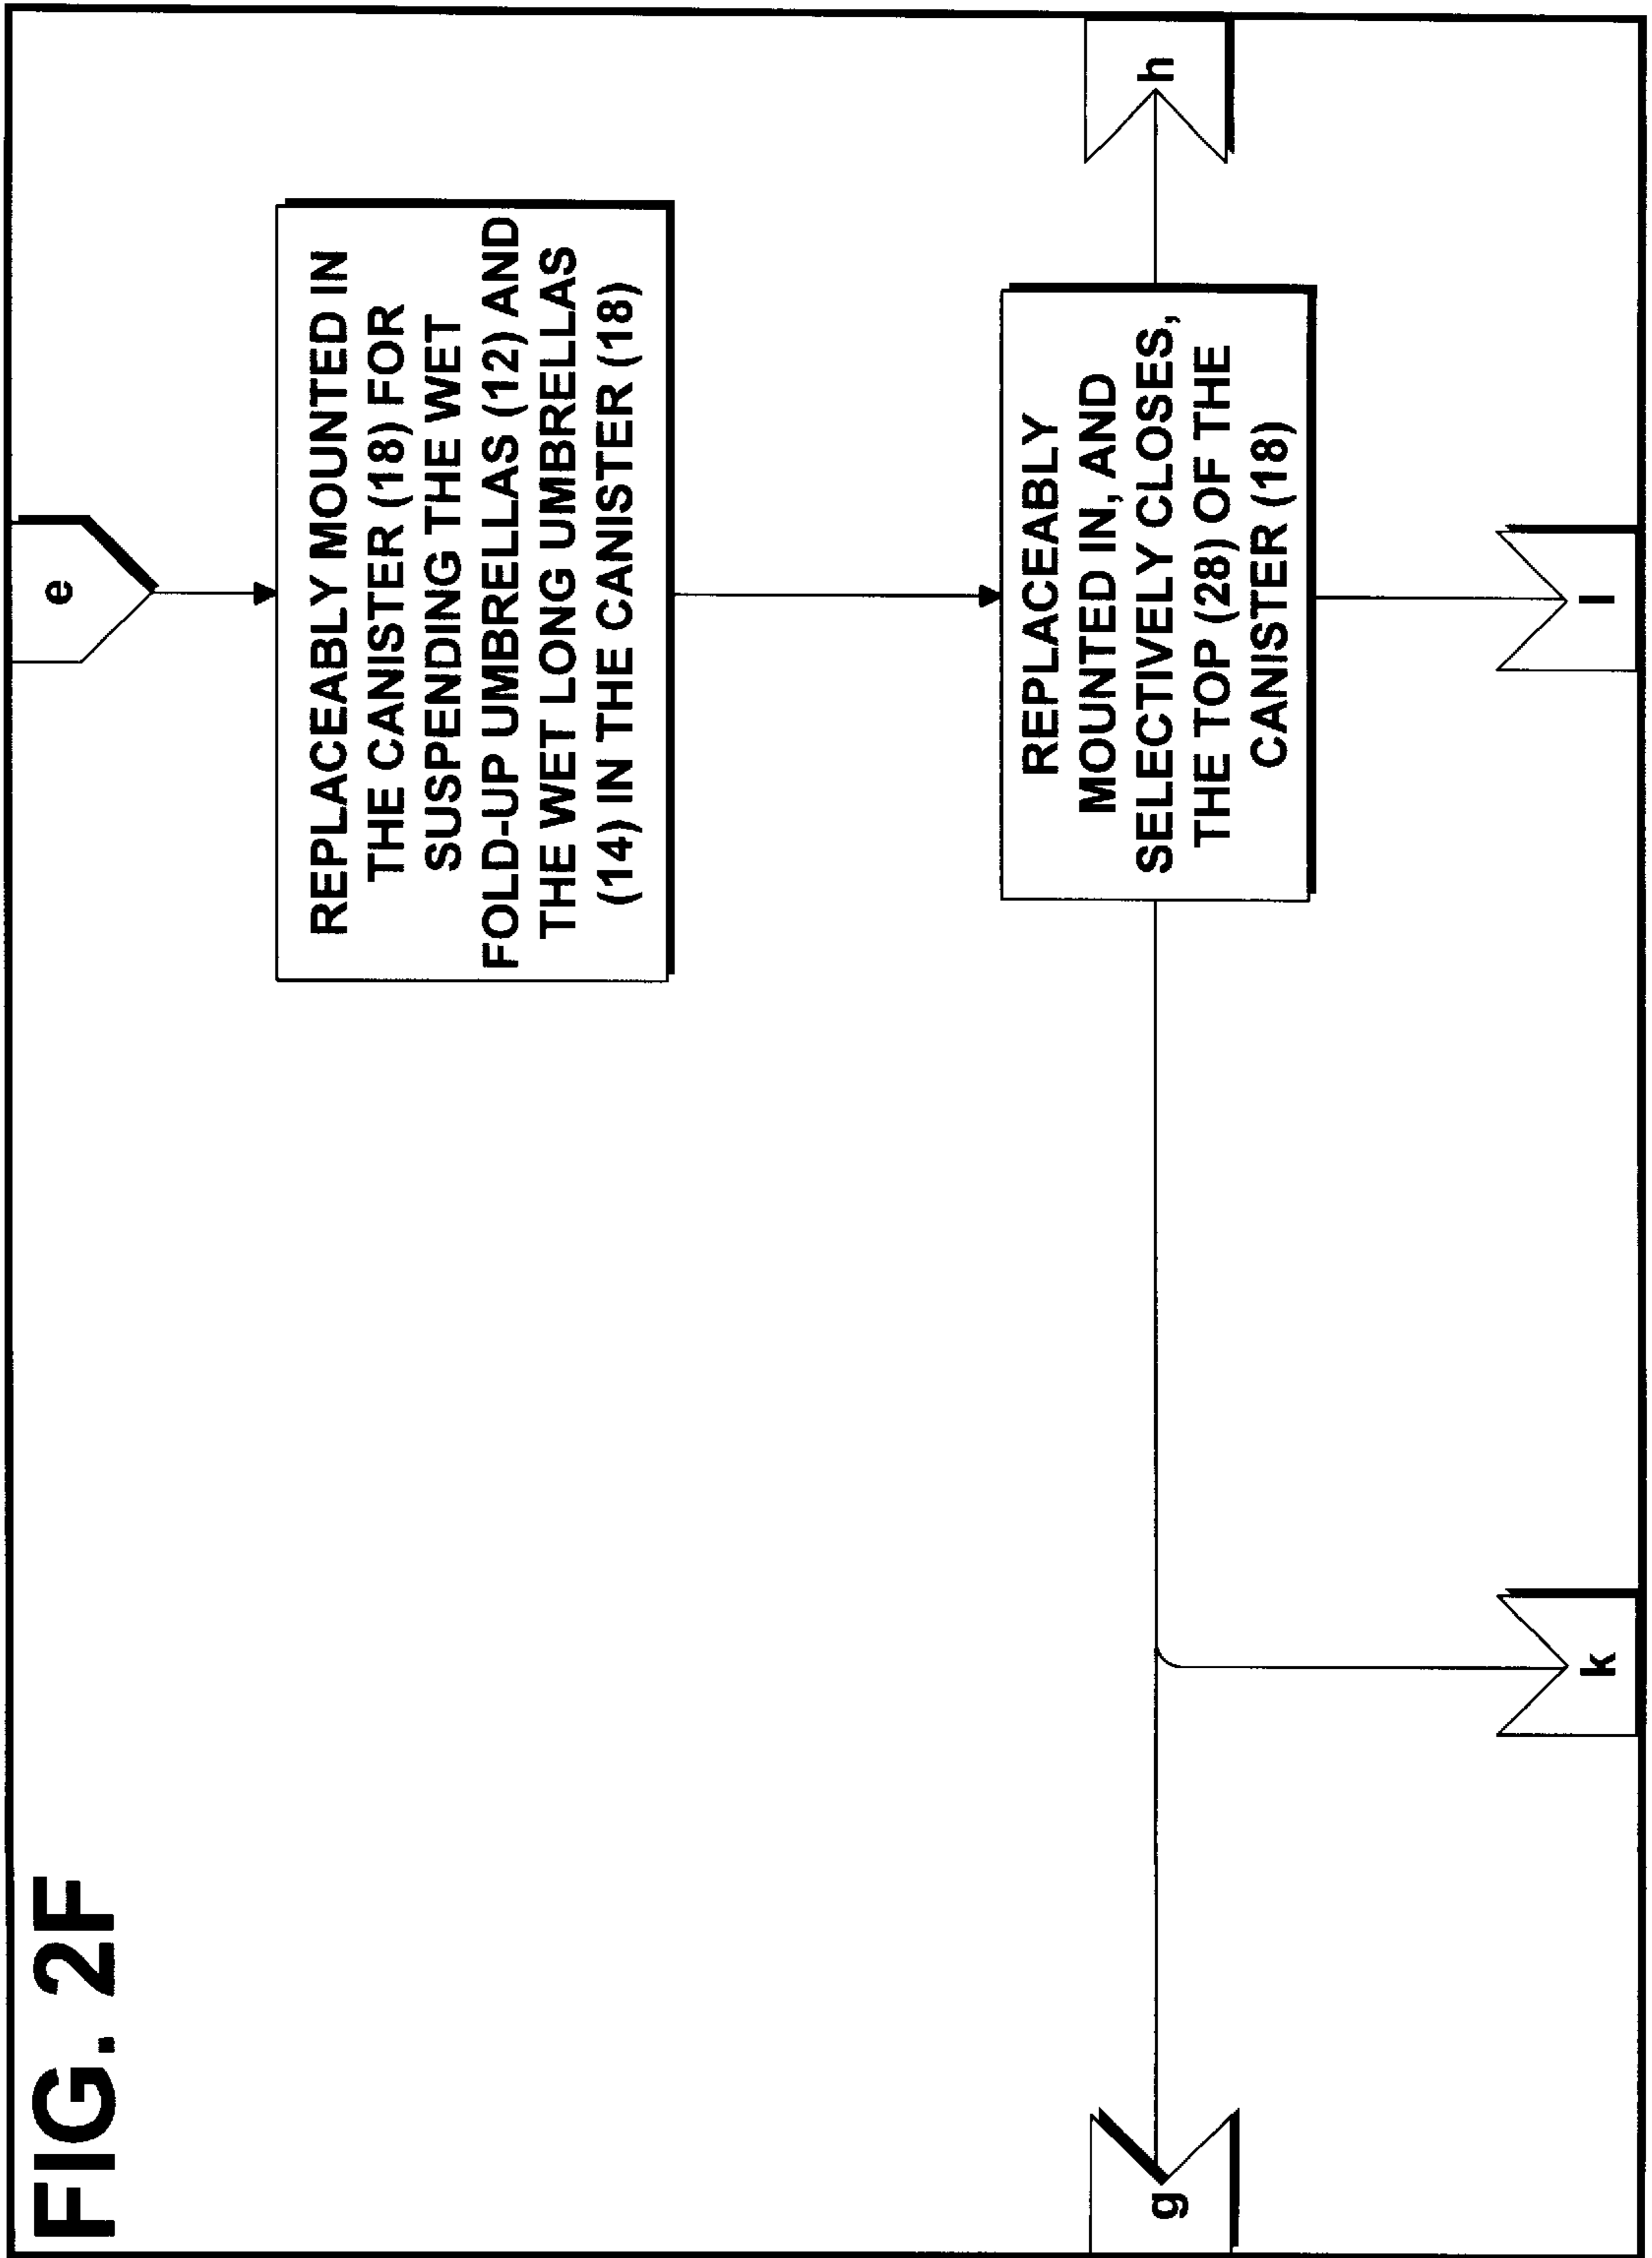 FIG. 2F
e
REPLACEABLY MOUNTED IN
THE CANISTER (18) FOR
SUSPENDING THE WET
FOLD-UP UMBRELLAS (12) AND
THE WET LONG UMBRELLAS
(14) IN THE CANISTER (18)
REPLACEABLY
MOUNTED IN, AND
SELECTIVELY CLOSES,
THE TOP (28) OF THE
CANISTER (18)
g
h
k
l